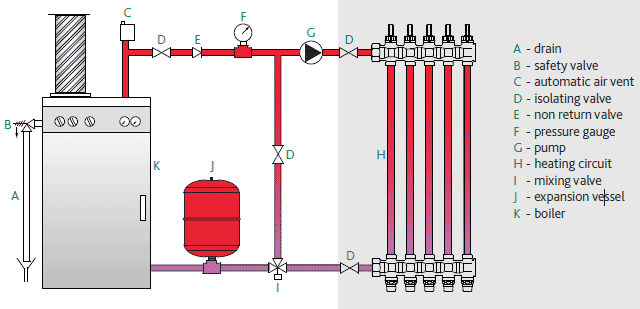 C
F
D
E
G
D
B
D
K
J
H
A
D
I
A - drain
B - safety valve
C - automatic air vent
D - isolating valve
E - non return valve
F - pressure gauge
G - pump
H - heating circuit
I - mixing valve
J - expansion vessel
K - boiler